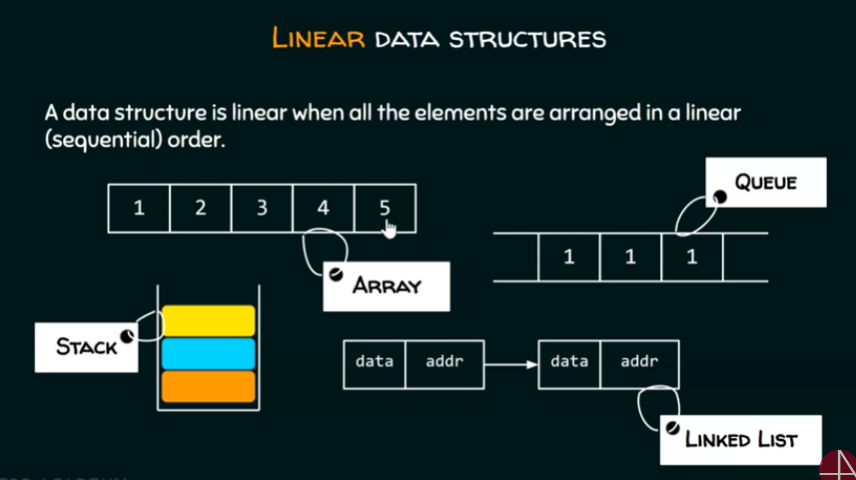 LINEAR DATA STRUCTURES
A data structure is linear when all the elements are arranged in a linear
(sequential) order.
QUEUE
1 2 3 4 5
1 1 1
ARRAY
STACK
data addr data addr
LINKED LIST